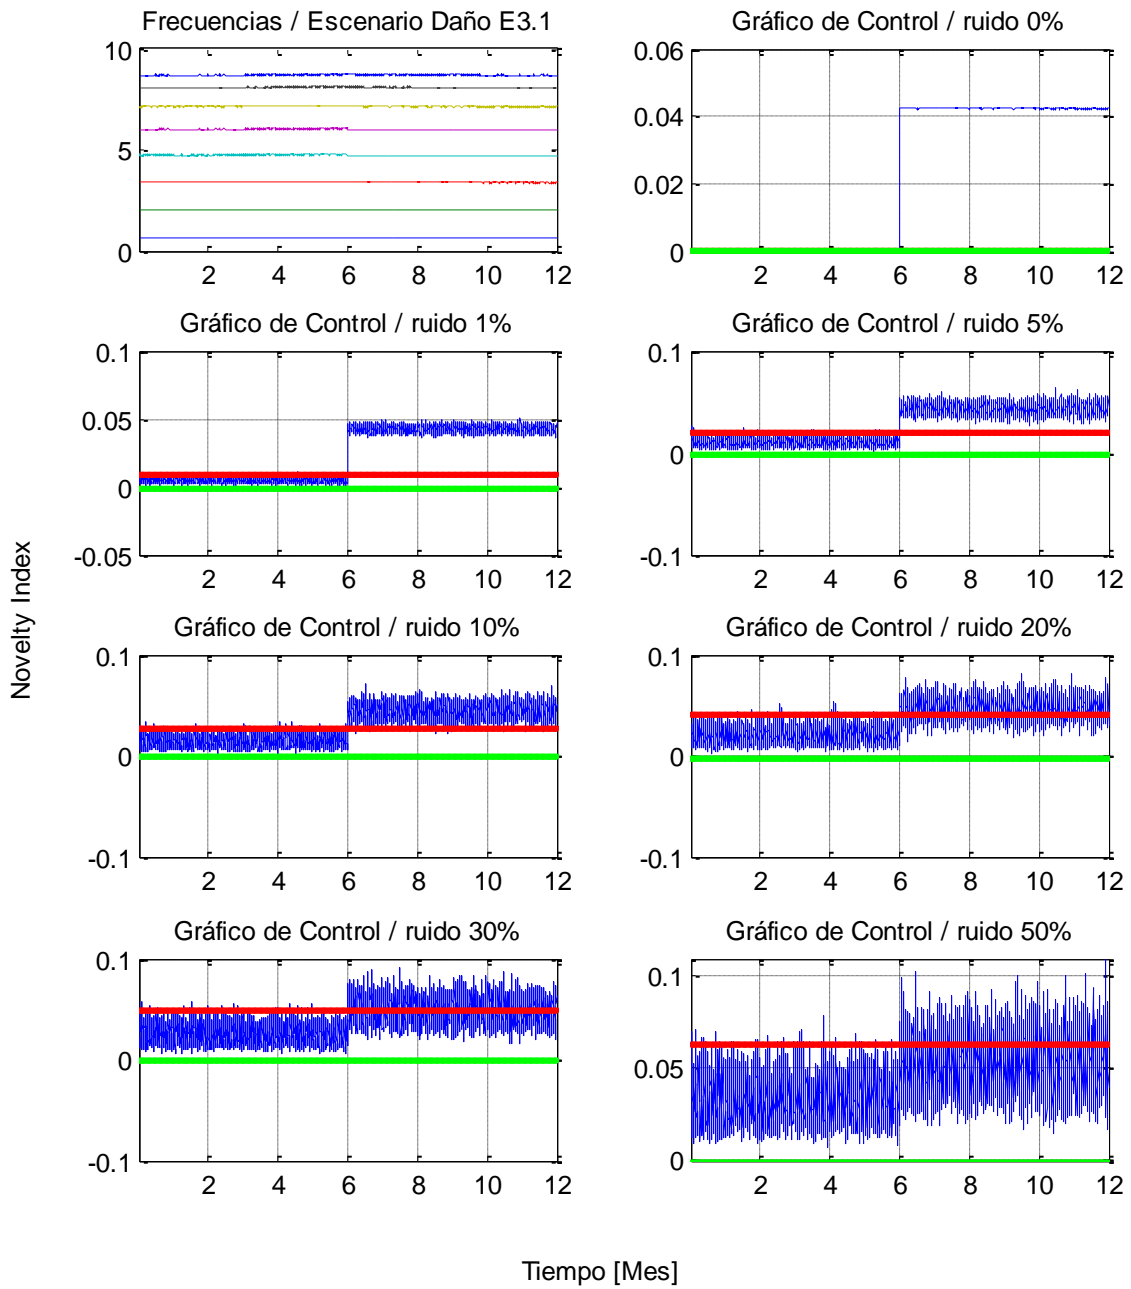 Frecuencias / Escenario Daño E3.1
10
5
0
2 4 6 8 10 12
Gráfico de Control / ruido 0%
0.06
0.04
0.02
0
2 4 6 8 10 12
Gráfico de Control / ruido 1%
0.1
0.05
0
-0.05
2 4 6 8 10 12
Gráfico de Control / ruido 5%
0.1
0
-0.1
2 4 6 8 10 12
Novelty Index
Gráfico de Control / ruido 10%
0.1
0
-0.1
2 4 6 8 10 12
Gráfico de Control / ruido 20%
0.1
0
-0.1
2 4 6 8 10 12
Gráfico de Control / ruido 30%
0.1
0
-0.1
2 4 6 8 10 12
Gráfico de Control / ruido 50%
0.1
0.05
0
2 4 6 8 10 12
Tiempo [Mes]